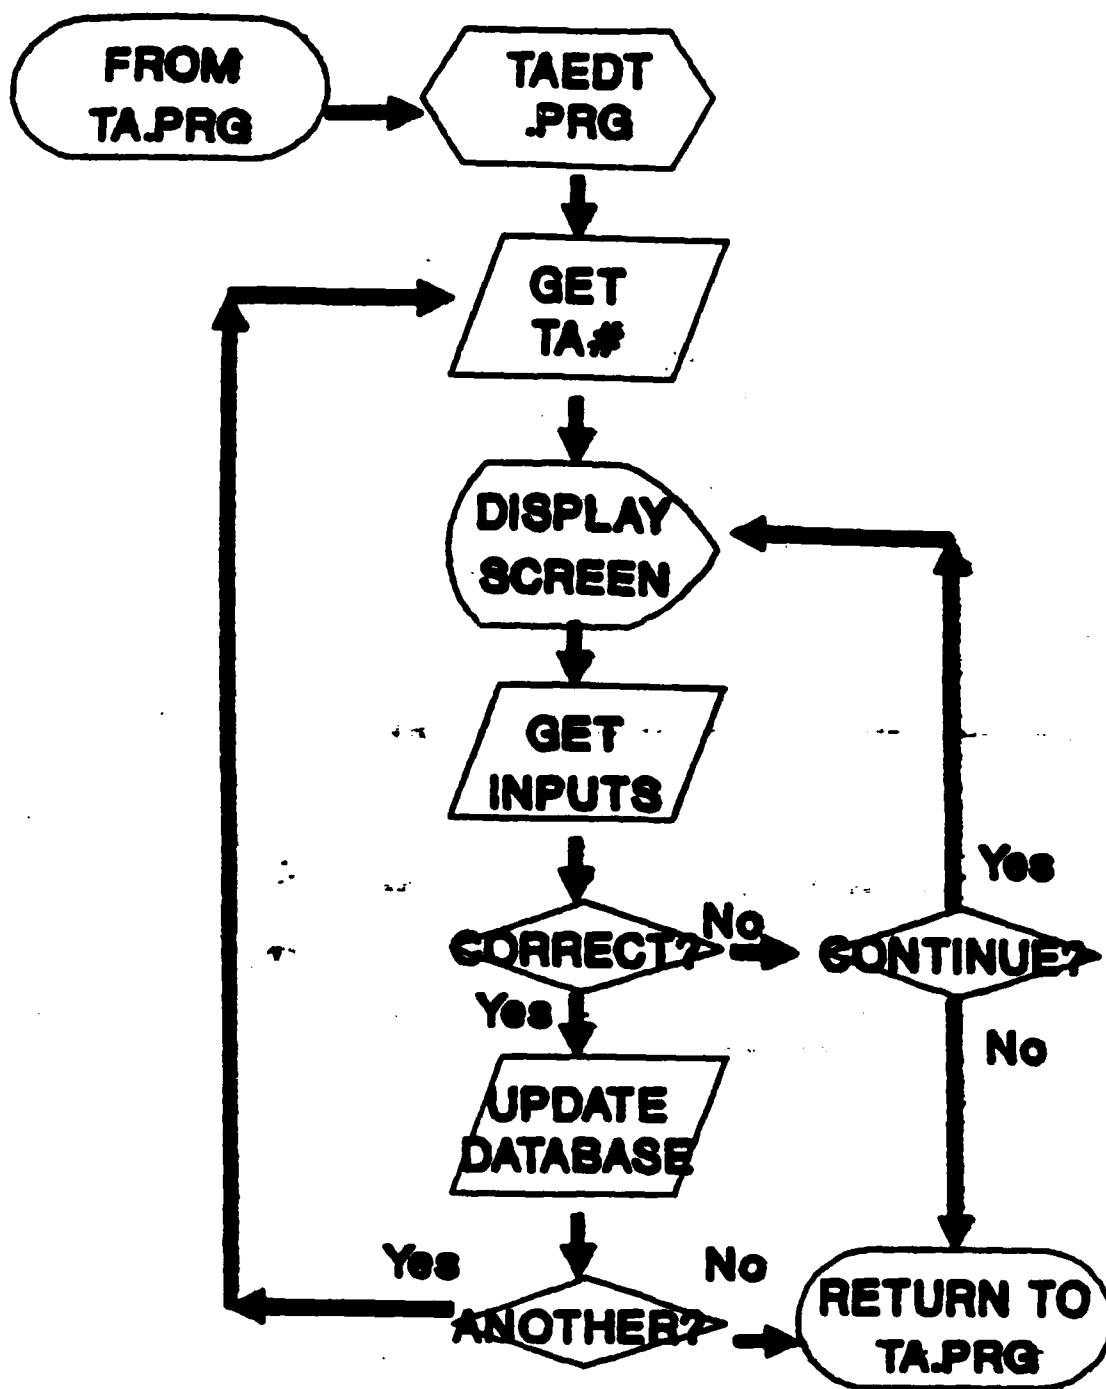 FROM
TA.PRG
TAEDT
.PRG
GET
TA#
DISPLAY
SCREEN
GET
INPUTS
CORRECT?
No
CONTINUE?
Yes
No
Yes
UPDATE
DATABASE
ANOTHER?
Yes
No
RETURN TO
TA.PRG